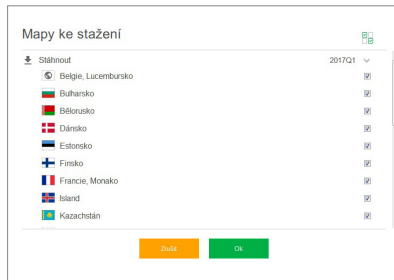 Mapy ke stažení
Stáhnout 2017Q1
Belgie, Lucembursko
Bulharsko
Bělorusko
Dánsko
Estonsko
Finsko
Francie, Monako
Island
Kazachstán
Zrušit Ok